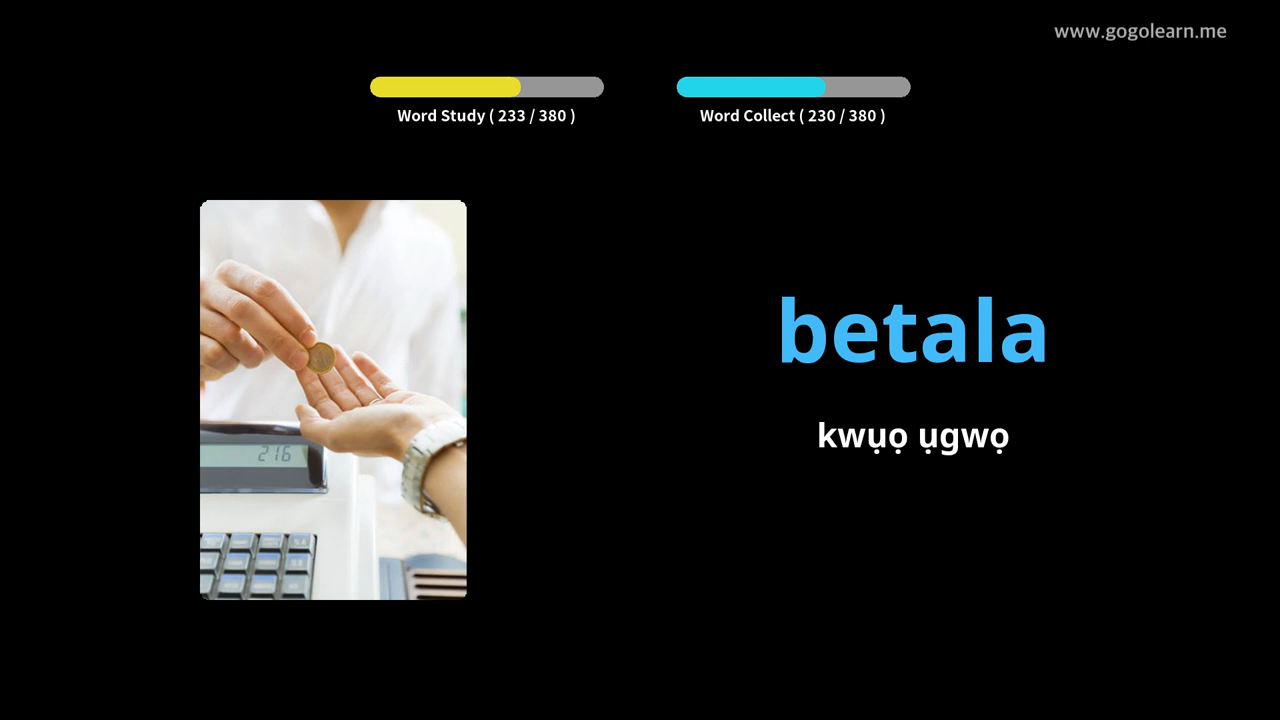 www.gogolearn.me
Word Study ( 233 / 380 )
Word Collect ( 230 / 380 )
betala
kwụọ ụgwọ
216